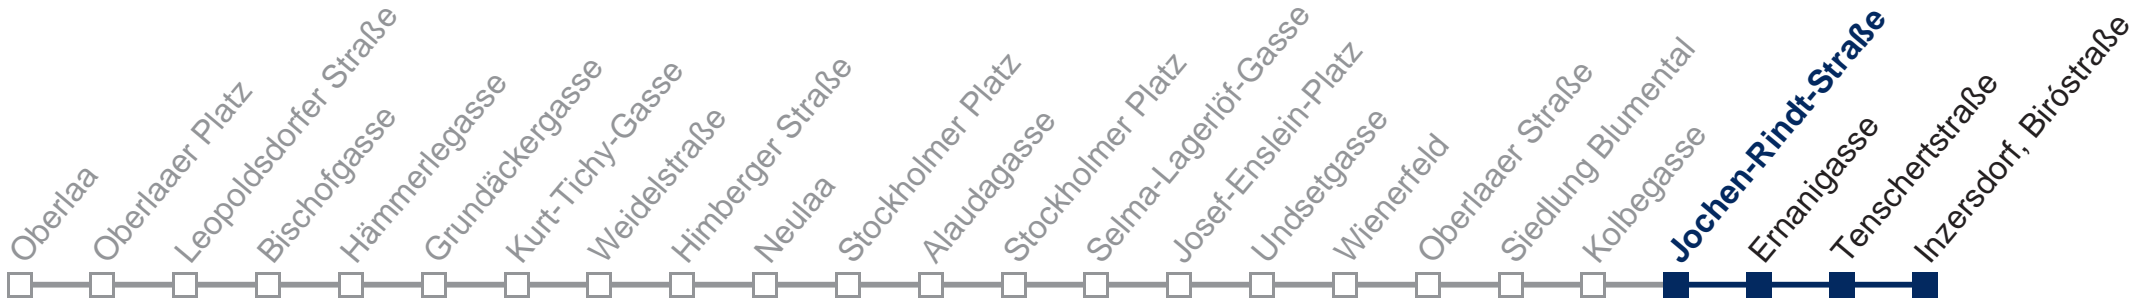 Oberlaa
Oberlaaer Platz
Leopoldsdorfer Straße
Bischofgasse
Hämmerlegasse
Grundäckergasse
Kurt-Tichy-Gasse
Weidelstraße
Himberger Straße
Neulaa
Stockholmer Platz
Alaudagasse
Stockholmer Platz
Selma-Lagerlöf-Gasse
Josef-Enslein-Platz
Undsetgasse
Wienerfeld
Oberlaaer Straße
Siedlung Blumental
Kolbegasse
Jochen-Rindt-Straße
Ernanigasse
Tenschertstraße
Inzersdorf, Biróstraße